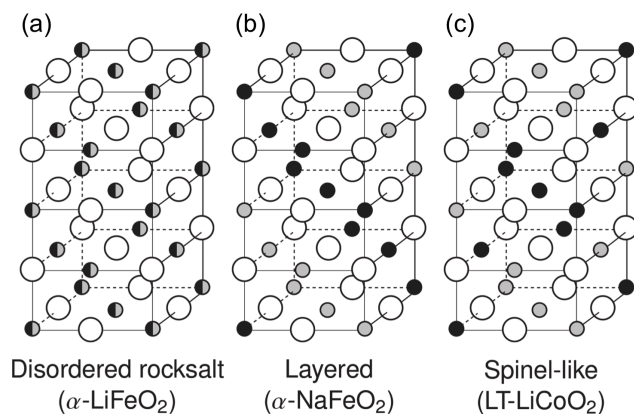 (a) (b) (c)
Disordered rocksalt Layered Spinel-like
(α-LiFeO₂) (α-NaFeO₂) (LT-LiCoO₂)